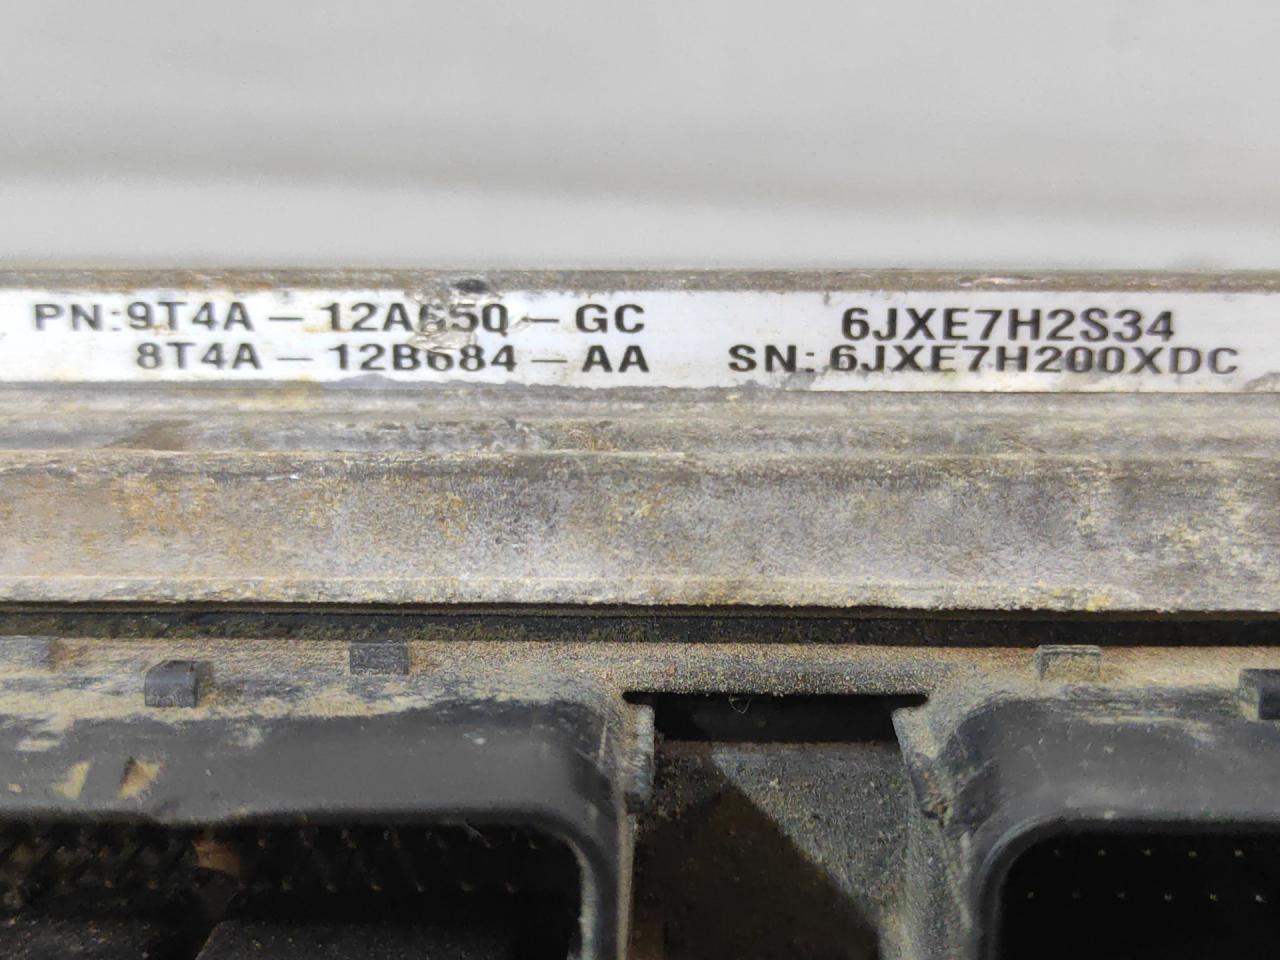 PN:9T4A-12A650-GC 6JXE7H2S34
8T4A-12B684-AA SN:6JXE7H200XDC